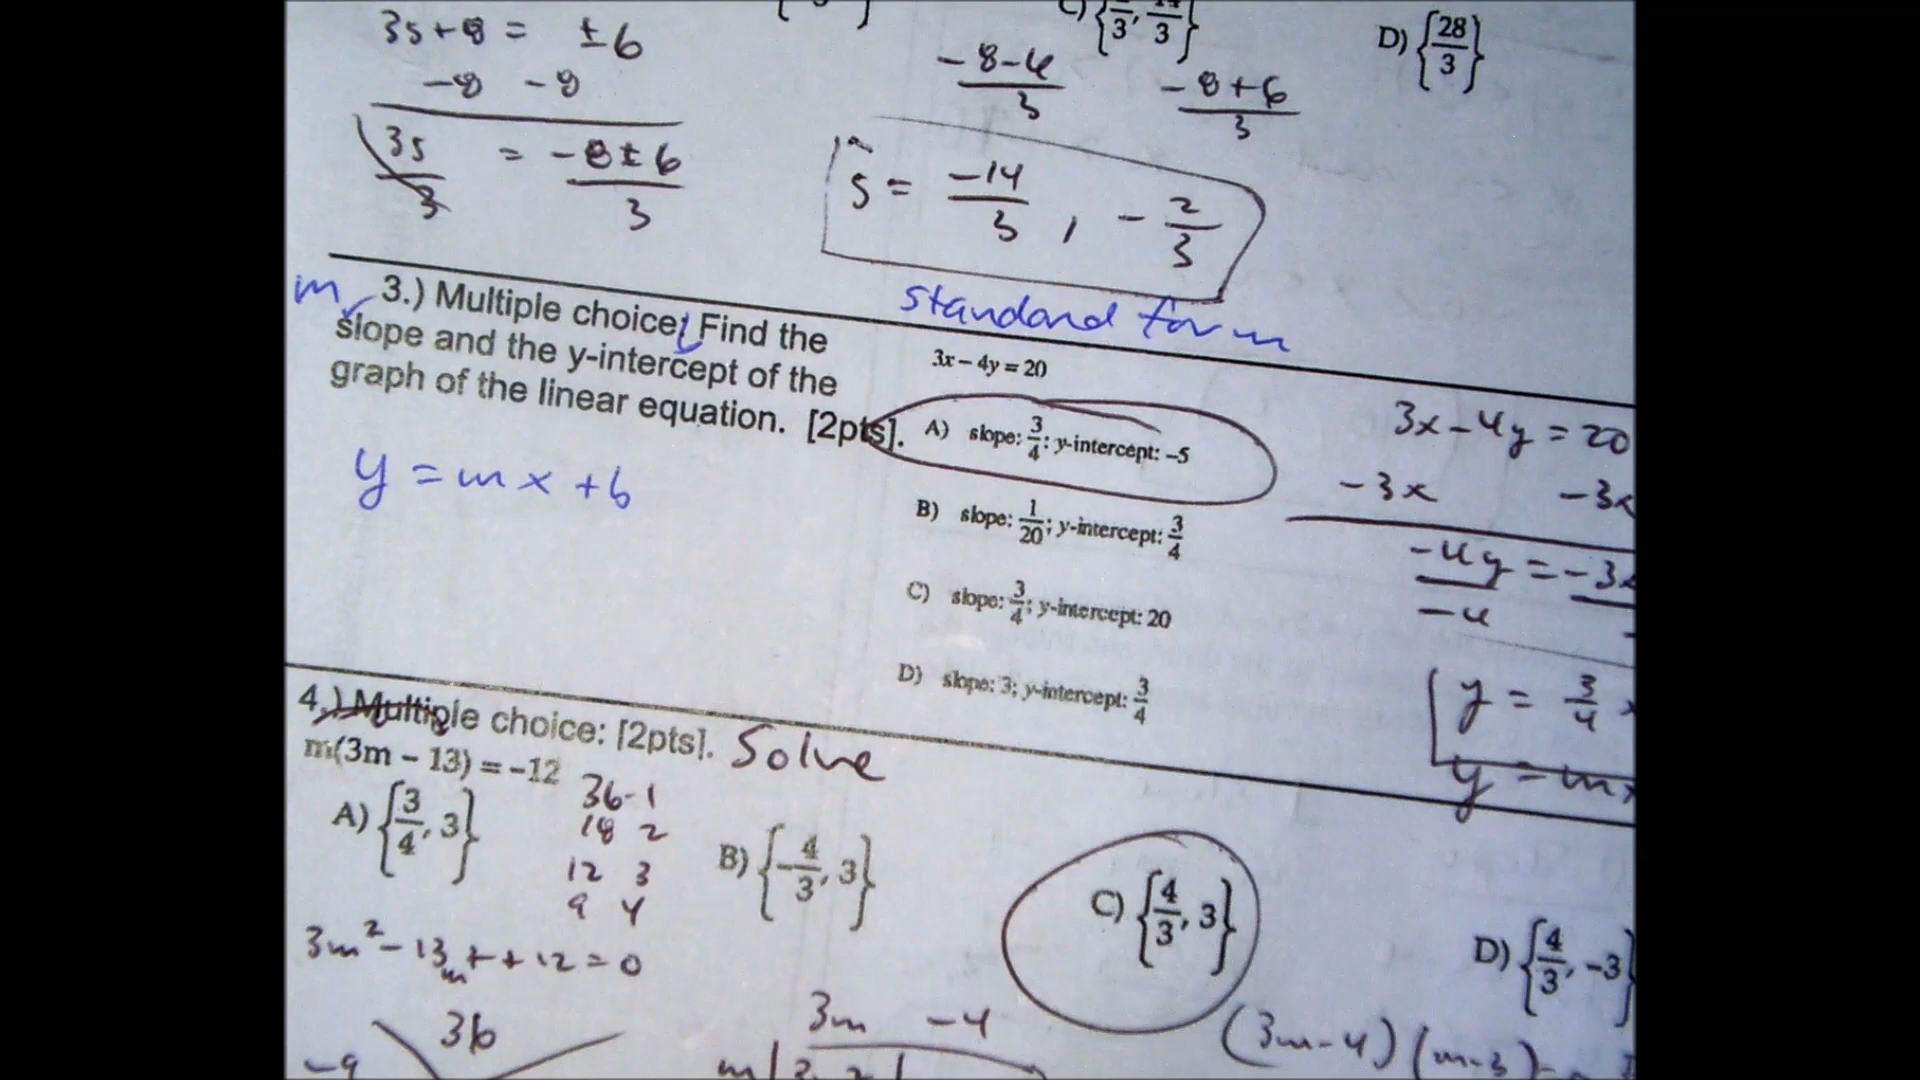 3s+8 = ±6
-8 -8
3s/3 = -8±6/3
-8-6/3
-8+6/3
D) {28/3}
s = -14/3, -2/3
m
3.) Multiple choice: Find the
slope and the y-intercept of the
graph of the linear equation. [2pts].
y = mx + b
standard form
3x – 4y = 20
A) slope: 3/4; y-intercept: –5
B) slope: 1/20; y-intercept: 3/4
C) slope: 3/4; y-intercept: 20
D) slope: 3; y-intercept: 3/4
3x - 4y = 20
-3x -3x
-4y = -3x
-4
y = 3/4 x
y = mx
4.) Multiple choice: [2pts]. Solve
m(3m – 13) = –12
A) {3/4, 3}
36 - 1
18 2
12 3
9 4
B) {-4/3, 3}
C) {4/3, 3}
D) {4/3, -3}
3m² - 13m + + 12 = 0
36
-9
3m -4
(3m-4)(m-3)